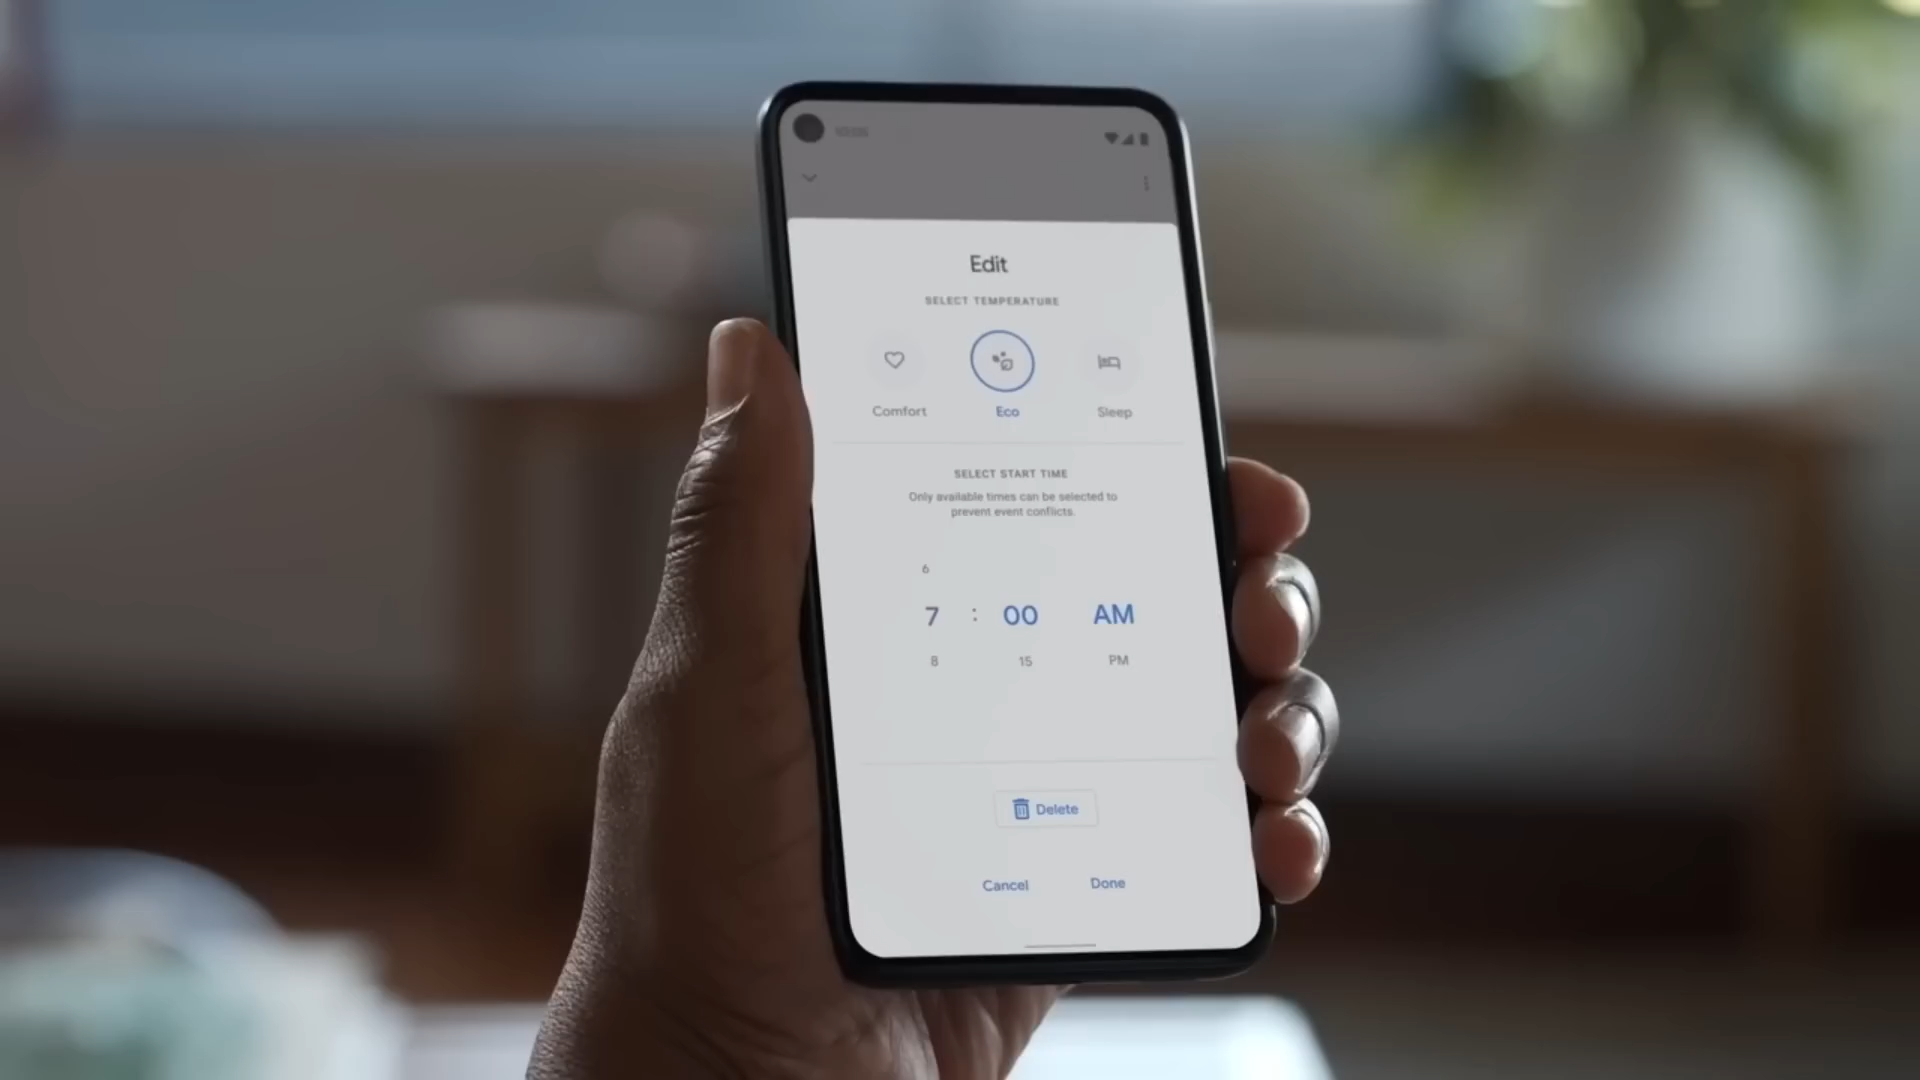 Edit
SELECT TEMPERATURE
Comfort Eco Sleep
SELECT START TIME
Only available times can be selected to
prevent event conflicts.
6
7 : 00 AM
8 15 PM
Delete
Cancel Done